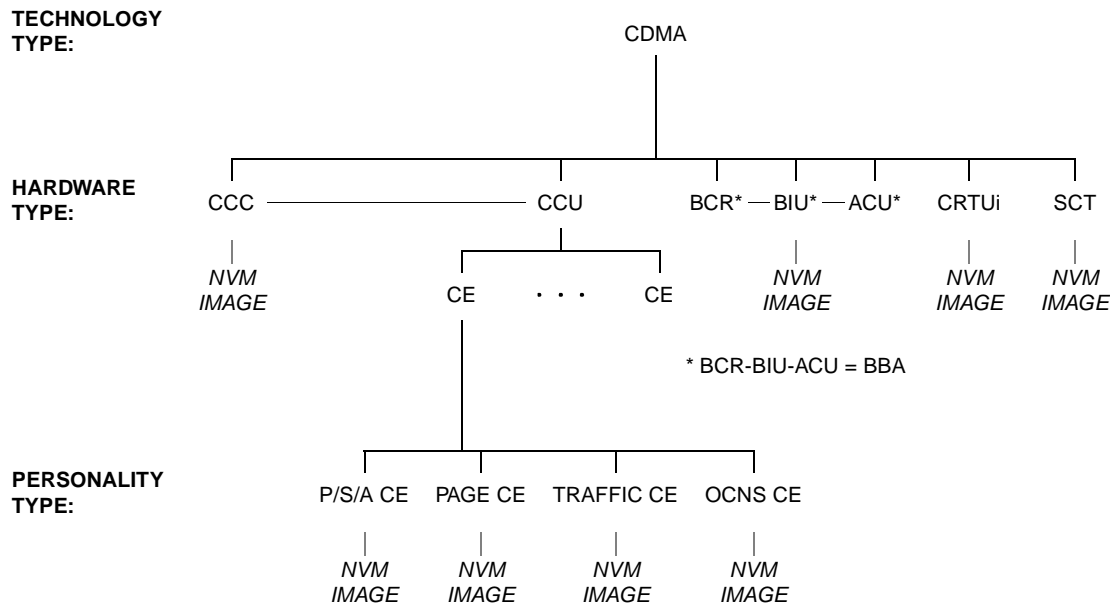 TECHNOLOGY
TYPE:
CDMA
HARDWARE
TYPE:
CCC
CCU
BCR*
BIU*
ACU*
CRTUi
SCT
NVM
IMAGE
CE
. . .
CE
NVM
IMAGE
NVM
IMAGE
NVM
IMAGE
* BCR-BIU-ACU = BBA
PERSONALITY
TYPE:
P/S/A CE
PAGE CE
TRAFFIC CE
OCNS CE
NVM
IMAGE
NVM
IMAGE
NVM
IMAGE
NVM
IMAGE